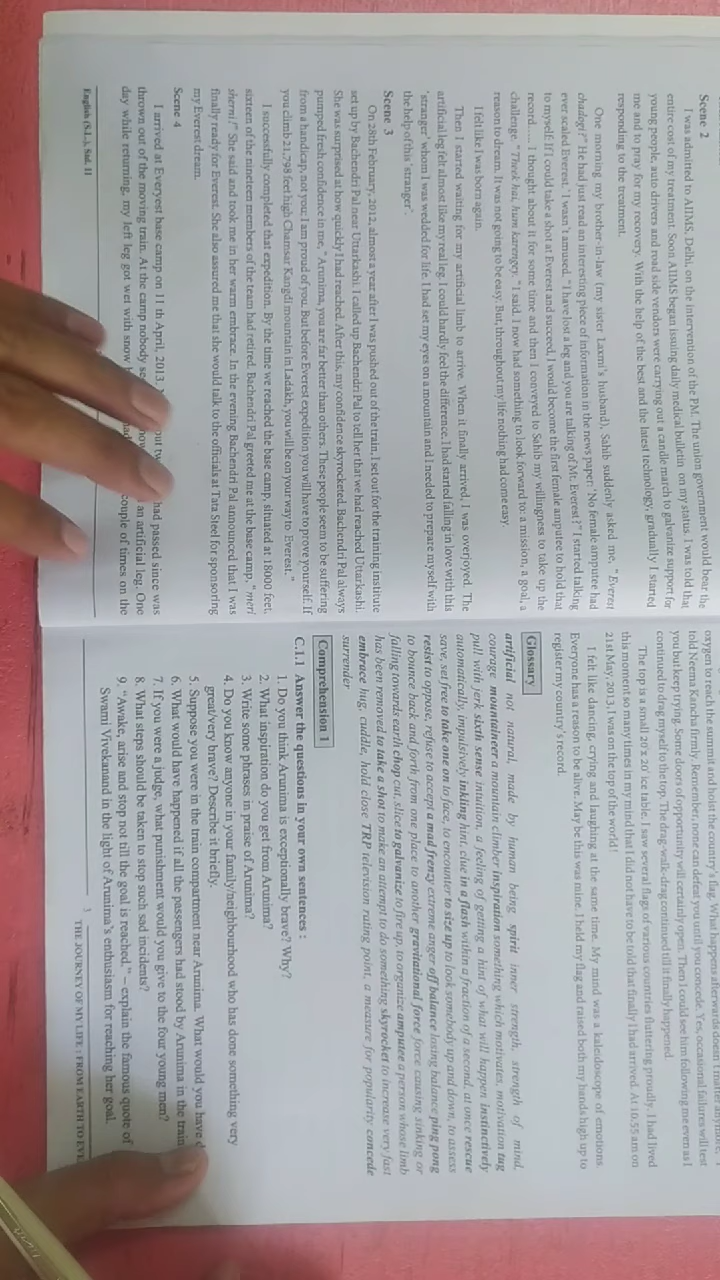 Scene 2
I was admitted to AIIMS, Delhi, on the intervention of the PM. The union government would bear the
entire cost of my treatment. Soon AIIMS began issuing daily medical bulletin on my status. I was told that
young people, auto drivers and road side vendors were carrying out a candle march to galvanize support for
me and to pray for my recovery. With the help of the best and the latest technology, gradually I started
responding to the treatment.
One morning my brother-in-law (my sister Laxmi's husband), Sahib suddenly asked me, "Everest
chadogi?" He had just read an interesting piece of information in the news paper: 'No female amputee had
ever scaled Everest.' I wasn't amused. "I have lost a leg and you are talking of Mt. Everest?" I started talking
to myself. If I could take a shot at Everest and succeed, I would become the first female amputee to hold that
record..... I thought about it for some time and then I conveyed to Sahib my willingness to take up the
challenge. "Theek hai, hum karengey. "I said. I now had something to look forward to: a mission, a goal, a
reason to dream. It was not going to be easy. But, throughout my life nothing had come easy.
I felt like I was born again.
Then I started waiting for my artificial limb to arrive. When it finally arrived, I was overjoyed. The
artificial leg felt almost like my real leg. I could hardly feel the difference. I had started falling in love with this
'stranger' whom I was wedded for life. I had set my eyes on a mountain and I needed to prepare myself with
the help of this 'stranger'.
Scene 3
On 28th February, 2012, almost a year after I was pushed out of the train, I set out for the training institute
set up by Bachendri Pal near Uttarkashi. I called up Bachendri Pal to tell her that we had reached Uttarkashi.
She was surprised at how quickly I had reached. After this, my confidence skyrocketed. Bachendri Pal always
pumped fresh confidence in me, "Arunima, you are far better than others. These people seem to be suffering
from a handicap, not you. I am proud of you. But before Everest expedition you will have to prove yourself. If
you climb 21,798 feet high Chamsar Kangdi mountain in Ladakh, you will be on your way to Everest."
I successfully completed that expedition. By the time we reached the base camp, situated at 18000 feet,
sixteen of the nineteen members of the team had retired. Bachendri Pal greeted me at the base camp, "meri
sherni!" She said and took me in her warm embrace. In the evening Bachendri Pal announced that I was
finally ready for Everest. She also assured me that she would talk to the officials at Tata Steel for sponsoring
my Everest dream.
Scene 4
I arrived at Everyest base camp on 11 th April, 2013. had passed since was
thrown out of the moving train. At the camp nobody an artificial leg. One
day while returning, my left leg got wet with snow couple of times on the
English (S.L.), Std. 11
oxygen to reach the summit and hoist the country's flag. What happens afterwards doesn't
told Neema Kancha firmly. Remember, none can defeat you until you concede. Yes, occasional failures will test
you but keep trying. Some doors of opportunity will certainly open. Then I could see him following me even as I
continued to drag myself to the top. The drag-walk-drag continued till it finally happened.
The top is a small 20'x 20' ice table. I saw several flags of various countries fluttering proudly. I had lived
this moment so many times in my mind that I did not have to be told that finally I had arrived. At 10.55 am on
21st May, 2013, I was on the top of the world!
I felt like dancing, crying and laughing at the same time. My mind was a kaleidoscope of emotions.
Everyone has a reason to be alive. May be this was mine. I held my flag and raised both my hands high up to
register my country's record.
Glossary
artificial not natural, made by human being spirit inner strength, strength of mind,
courage mountaineer a mountain climber inspiration something which motivates, motivation tug
pull with jerk sixth sense intuition, a feeling of getting a hint of what will happen instinctively
automatically, impulsively inkling hint, clue in a flash within a fraction of a second, at once rescue
save, set free to take one on to face, to encounter to size up to look somebody up and down, to assess
resist to oppose, refuse to accept a mad frenzy extreme anger off balance losing balance ping pong
to bounce back and forth from one place to another gravitational force force causing sinking or
falling towards earth chop cut, slice to galvanize to fire up, to organize amputee a person whose limb
has been removed to take a shot to make an attempt to do something skyrocket to increase very fast
embrace hug, cuddle, hold close TRP television rating point, a measure for popularity concede
surrender
Comprehension 1
C.1.1 Answer the questions in your own sentences :
1. Do you think Arunima is exceptionally brave? Why?
2. What inspiration do you get from Arunima?
3. Write some phrases in praise of Arunima?
4. Do you know anyone in your family/neighbourhood who has done something very
great/very brave? Describe it briefly.
5. Suppose you were in the train compartment near Arunima. What would you have
6. What would have happened if all the passengers had stood by Arunima in the train
7. If you were a judge, what punishment would you give to the four young men?
8. What steps should be taken to stop such sad incidents?
9. "Awake, arise and stop not till the goal is reached." – explain the famous quote of
Swami Vivekanand in the light of Arunima's enthusiasm for reaching her goal.
3
THE JOURNEY OF MY LIFE : FROM EARTH TO